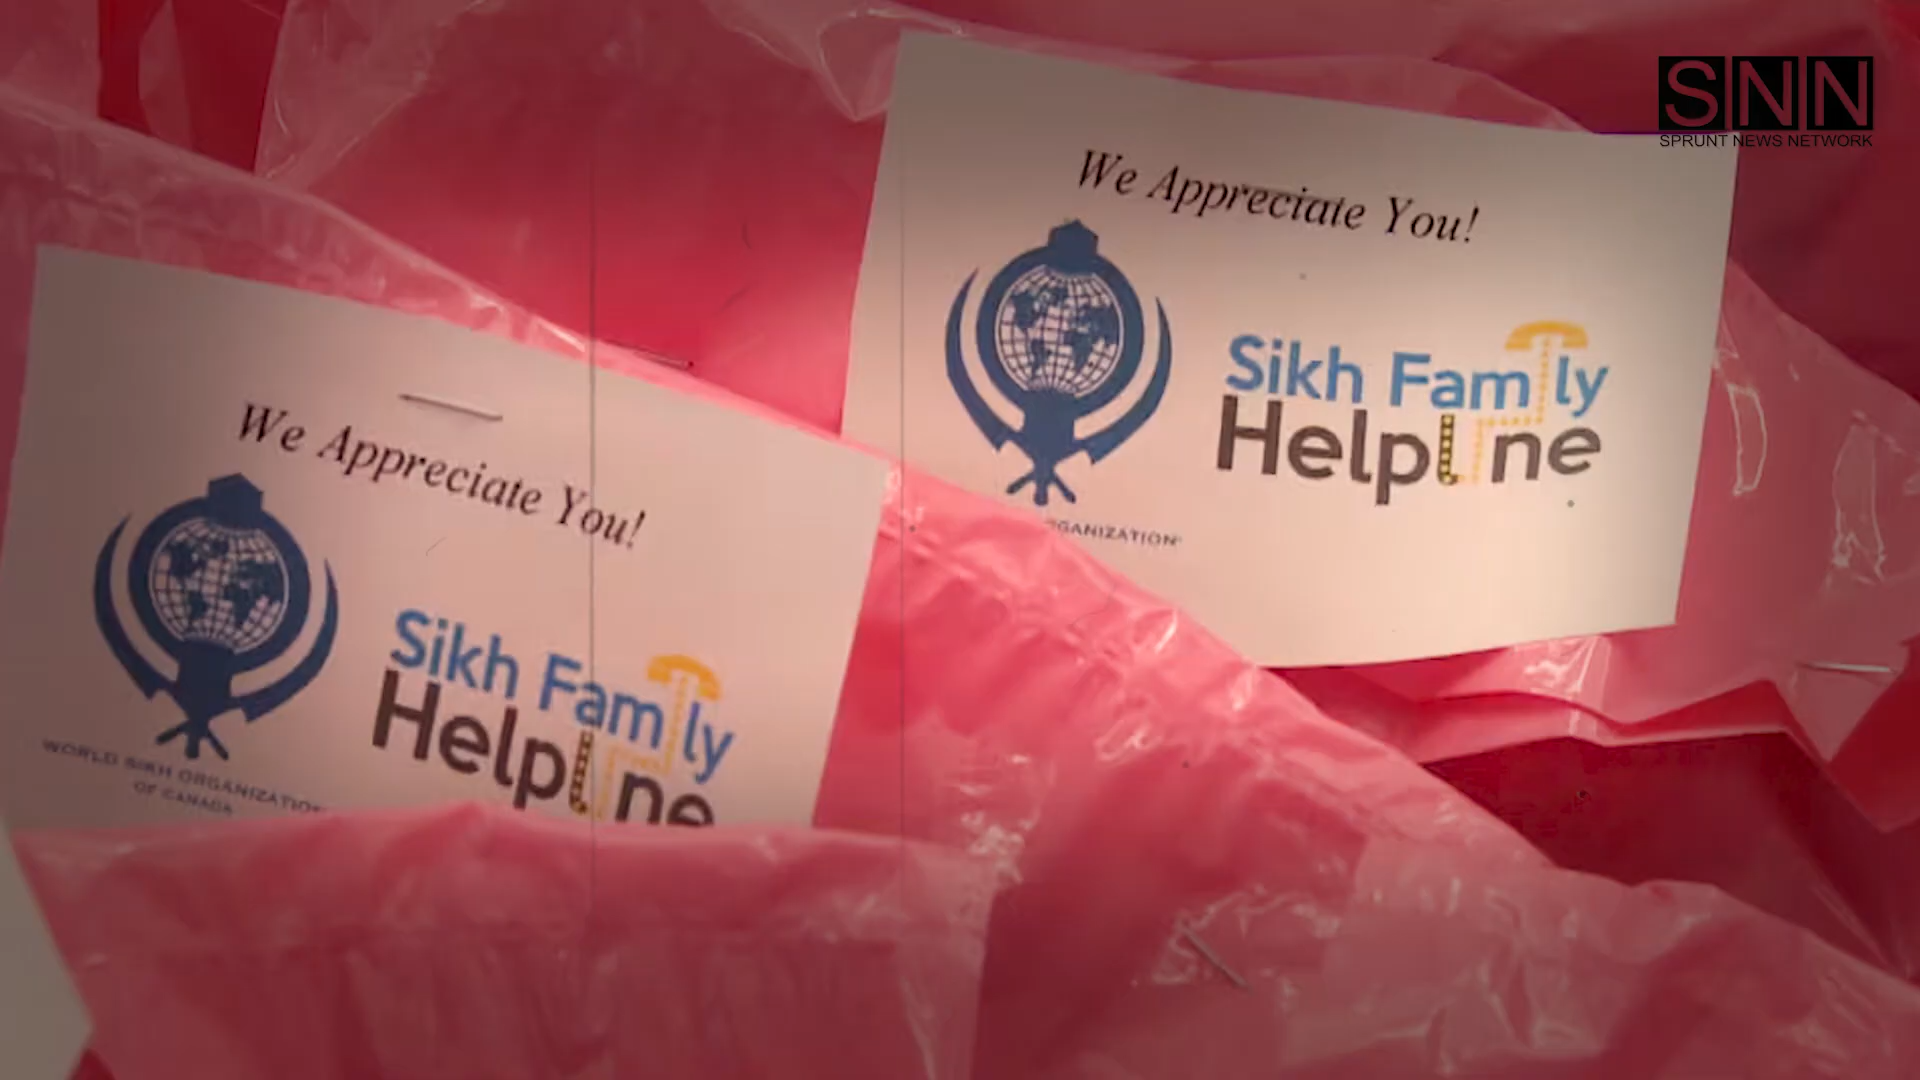 SNN
SPRUNT NEWS NETWORK
We Appreciate You!
Sikh Family
Helpline
We Appreciate You!
Sikh Family
Helpline
WORLD SIKH ORGANIZATION
OF CANADA